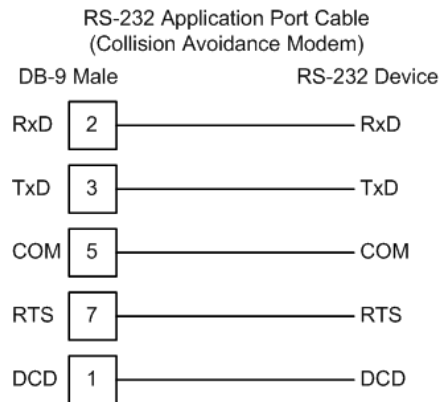 RS-232 Application Port Cable
(Collision Avoidance Modem)
DB-9 Male RS-232 Device
RxD 2 RxD
TxD 3 TxD
COM 5 COM
RTS 7 RTS
DCD 1 DCD